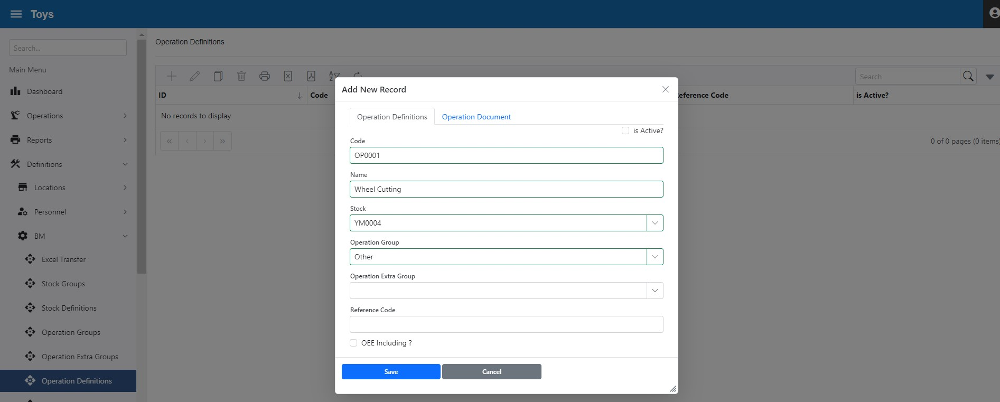 Toys
Search...
Main Menu
Dashboard
Operations
Reports
Definitions
Locations
Personnel
BM
Excel Transfer
Stock Groups
Stock Definitions
Operation Groups
Operation Extra Groups
Operation Definitions
Operation Definitions
Search
ID
Code
eference Code
is Active?
No records to display
0 of 0 pages (0 items)
Add New Record
Operation Definitions
Operation Document
is Active?
Code
OP0001
Name
Wheel Cutting
Stock
YM0004
Operation Group
Other
Operation Extra Group
Reference Code
OEE Including ?
Save
Cancel